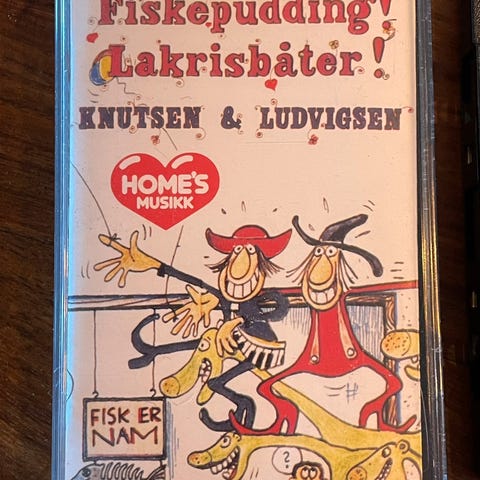 Fiskepudding!
Lakrisbåter!
KNUTSEN & LUDVIGSEN
HOME'S
MUSIKK
FISK ER
NAM
?